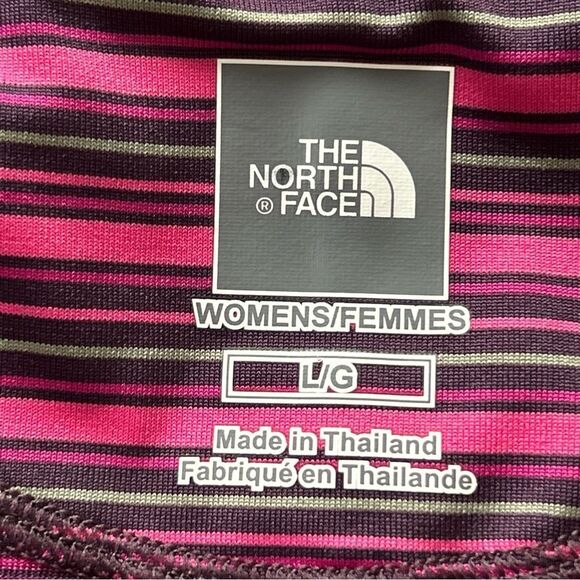 THE
NORTH
® FACE
WOMENS/FEMMES
L/G
Made in Thailand
Fabriqué en Thailande